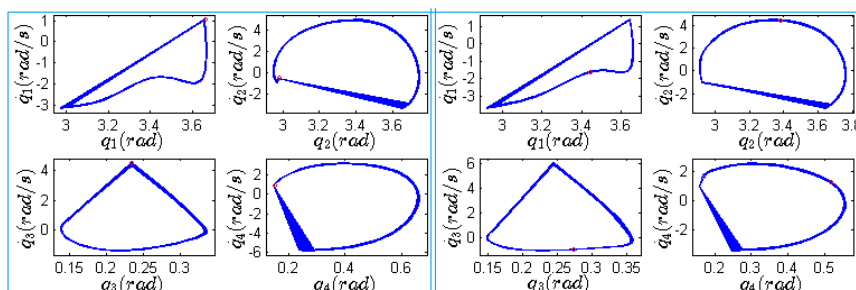 1
0
-1
-2
-3
q̇1(rad/s)
3 3.2 3.4 3.6
q1(rad)
4
2
0
-2
q̇2(rad/s)
3 3.2 3.4 3.6
q2(rad)
1
0
-1
-2
-3
q̇1(rad/s)
3 3.2 3.4 3.6
q1(rad)
4
2
0
-2
q̇2(rad/s)
3 3.2 3.4 3.6 3.8
q2(rad)
4
2
0
q̇3(rad/s)
0.15 0.2 0.25 0.3
q3(rad)
4
2
0
-2
-4
-6
q̇4(rad/s)
0.2 0.4 0.6
q4(rad)
6
4
2
0
q̇3(rad/s)
0.15 0.2 0.25 0.3 0.35
q3(rad)
2
0
-2
q̇4(rad/s)
0.2 0.3 0.4 0.5
q4(rad)